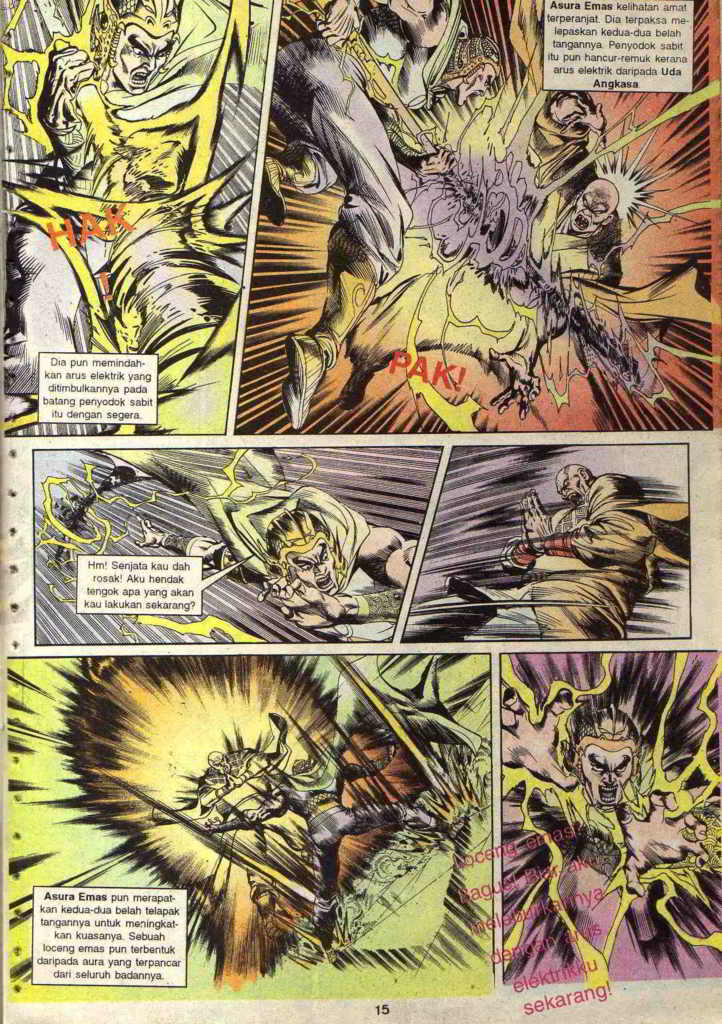 HAK
!
Dia pun memindah-
kan arus elektrik yang
ditimbulkannya pada
batang penyodok sabit
itu dengan segera.
Asura Emas kelihatan amat
terperanjat. Dia terpaksa me-
lepaskan kedua-dua belah
tangannya. Penyodok sabit
itu pun hancur-remuk kerana
arus elektrik daripada Uda
Angkasa
PAK!
Hm! Senjata kau dah
rosak! Aku hendak
tengok apa yang akan
kau lakukan sekarang?
Asura Emas pun merapat-
kan kedua-dua belah telapak
tangannya untuk meningkat-
kan kuasanya. Sebuah
loceng emas pun terbentuk
daripada aura yang terpancar
dari seluruh badannya.
Loceng emas?
Bagus! Biar aku
meleburkannya
dengan
elektrikku
sekarang!
15